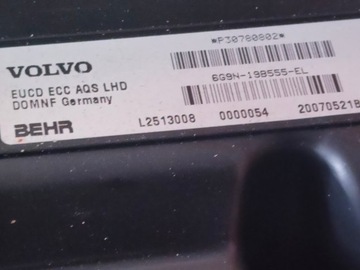 *P30780802*
VOLVO
6G9N-19B555-EL
EUCD ECC AQS LHD
DOMNF Germany
BEHR
L2513008 0000054 20070521B